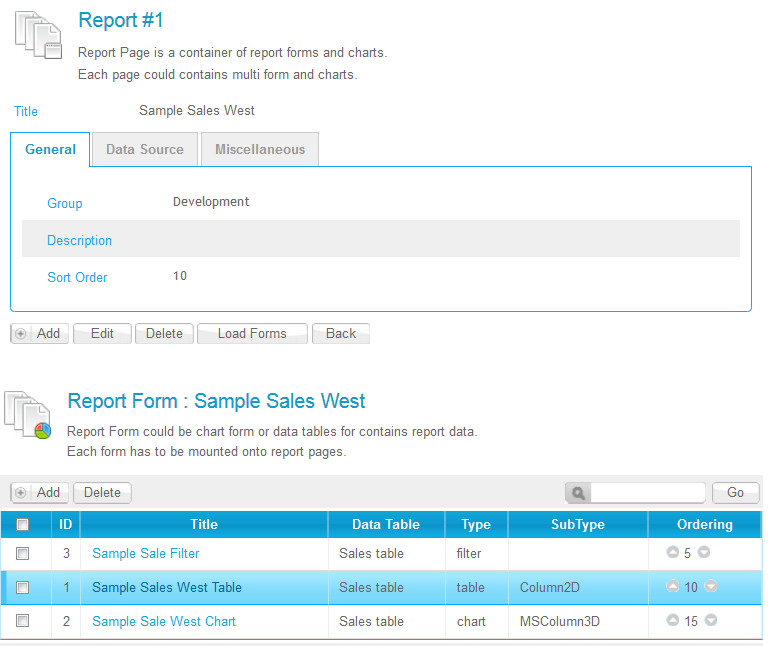 Report #1
Report Page is a container of report forms and charts.
Each page could contains multi form and charts.
Title Sample Sales West
General Data Source Miscellaneous
Group Development
Description
Sort Order 10
Add Edit Delete Load Forms Back
Report Form : Sample Sales West
Report Form could be chart form or data tables for contains report data.
Each form has to be mounted onto report pages.
Add Delete Go
ID Title Data Table Type SubType Ordering
3 Sample Sale Filter Sales table filter 5
1 Sample Sales West Table Sales table table Column2D 10
2 Sample Sale West Chart Sales table chart MSColumn3D 15